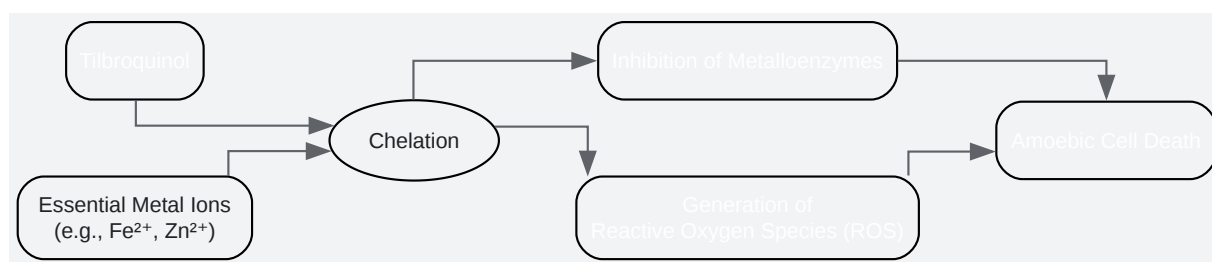 Tilbroquinol
Inhibition of Metalloenzymes
Chelation
Amoebic Cell Death
Essential Metal Ions
(e.g., Fe²⁺, Zn²⁺)
Generation of
Reactive Oxygen Species (ROS)